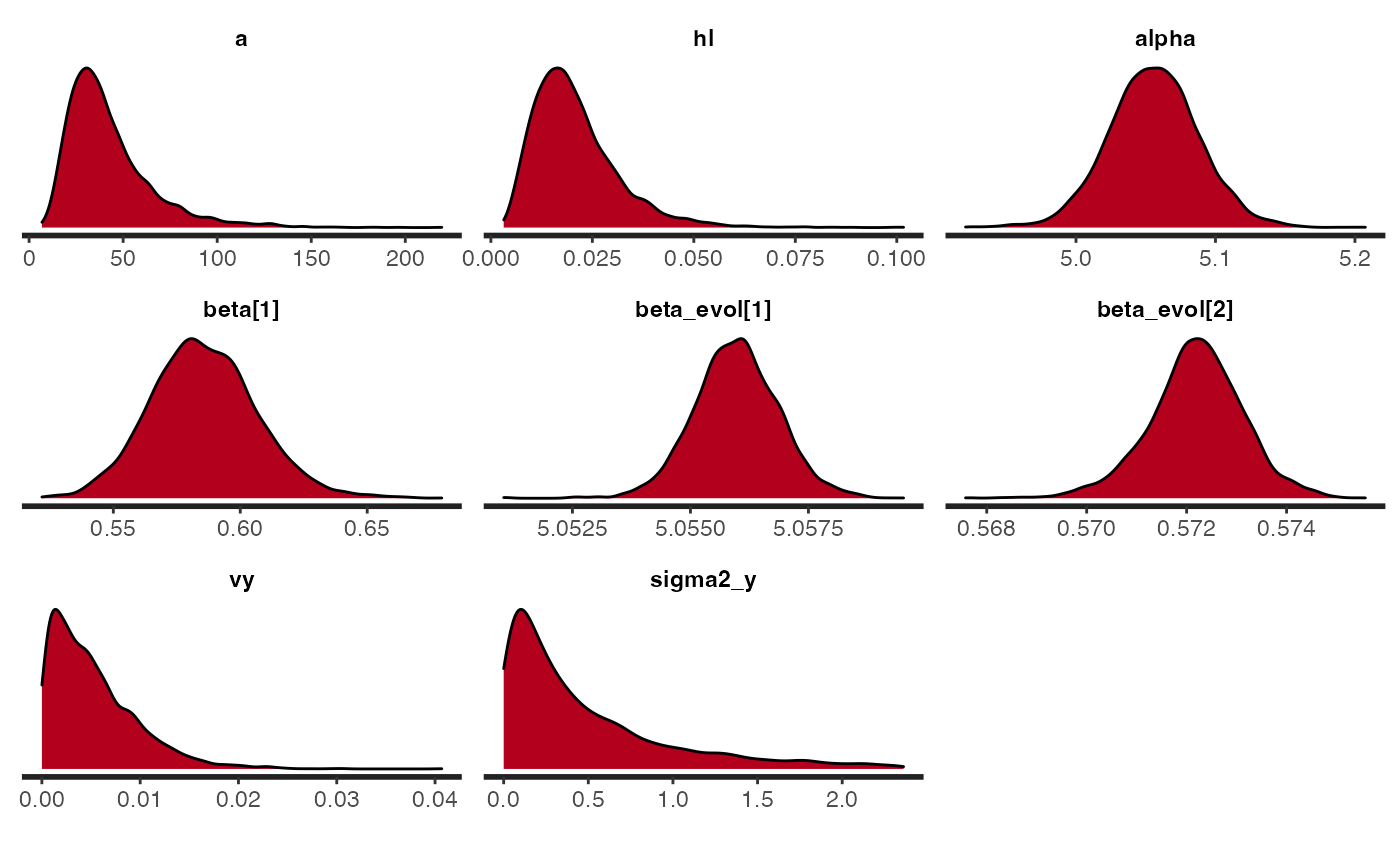 a hl alpha
0 50 100 150 200 0.000 0.025 0.050 0.075 0.100 5.0 5.1 5.2
beta[1] beta_evol[1] beta_evol[2]
0.55 0.60 0.65 5.0525 5.0550 5.0575 0.568 0.570 0.572 0.574
vy sigma2_y
0.00 0.01 0.02 0.03 0.04 0.0 0.5 1.0 1.5 2.0